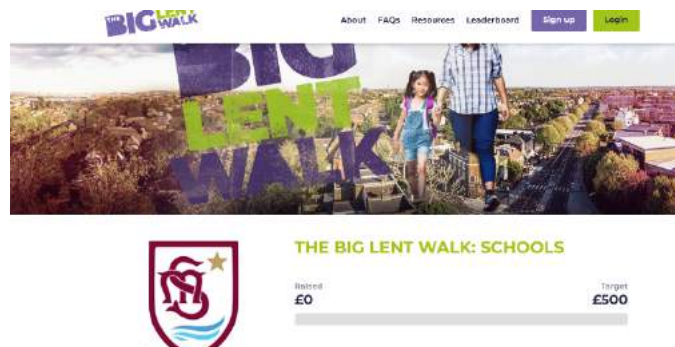 THE BIG LENT WALK
About FAQs Resources Leaderboard Sign up Login
BIG
LENT
WALK
THE BIG LENT WALK: SCHOOLS
Raised Target
£0 £500